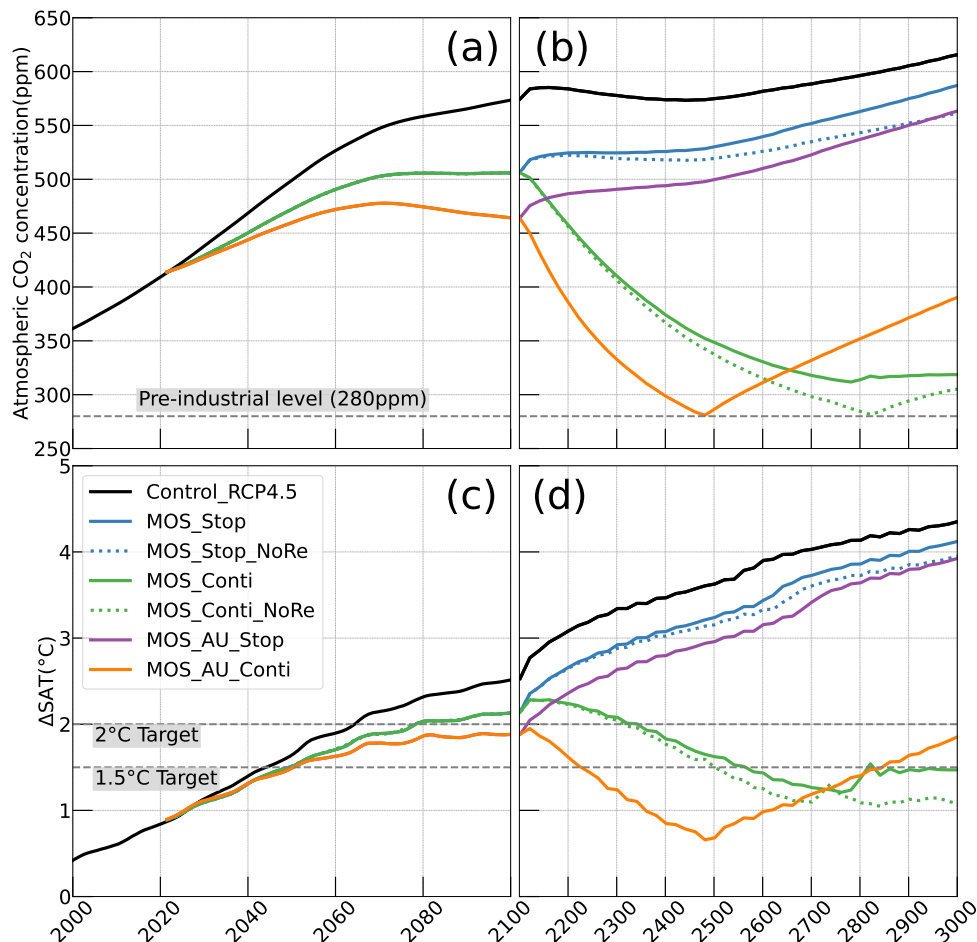 650
600
550
500
450
400
350
300
250
Atmospheric CO₂ concentration(ppm)
(a)
(b)
Pre-industrial level (280ppm)
5
4
3
2
1
0
ΔSAT(°C)
(c)
(d)
Control_RCP4.5
MOS_Stop
MOS_Stop_NoRe
MOS_Conti
MOS_Conti_NoRe
MOS_AU_Stop
MOS_AU_Conti
2°C Target
1.5°C Target
2000 2020 2040 2060 2080 2100 2200 2300 2400 2500 2600 2700 2800 2900 3000